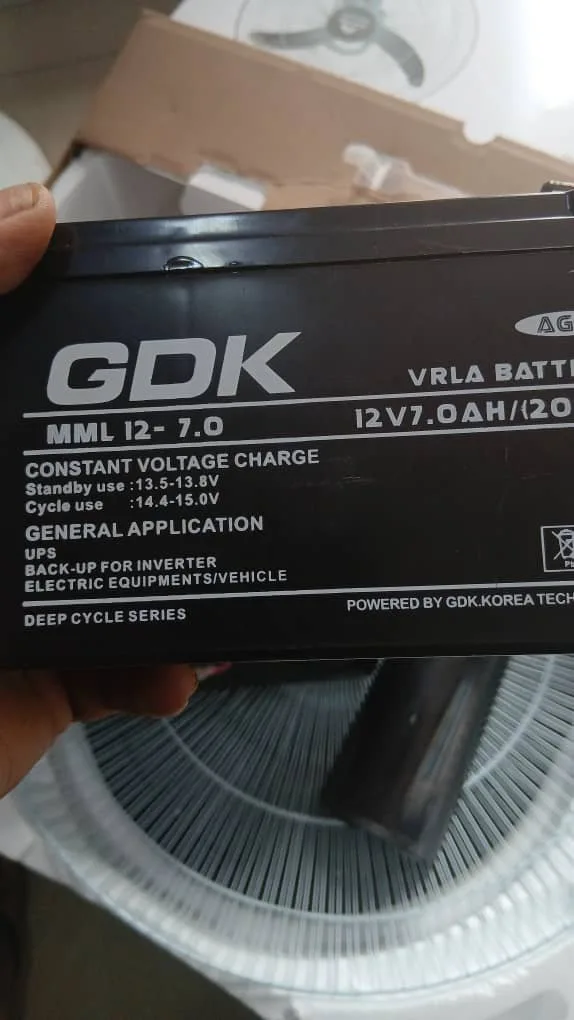 GDK
AG
VRLA BATT
MML 12- 7.0
12V7.0AH/(20
CONSTANT VOLTAGE CHARGE
Standby use :13.5-13.8V
Cycle use :14.4-15.0V
GENERAL APPLICATION
UPS
BACK-UP FOR INVERTER
ELECTRIC EQUIPMENTS/VEHICLE
Pb
DEEP CYCLE SERIES
POWERED BY GDK.KOREA TECH